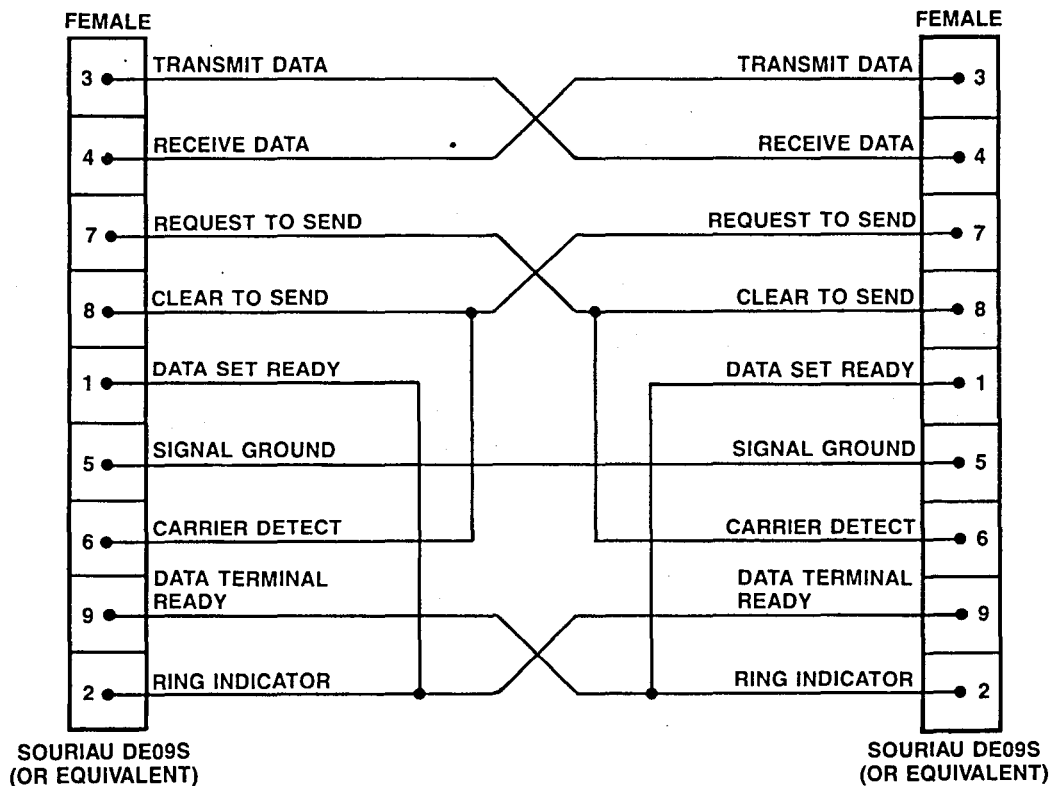 FEMALE FEMALE
3 TRANSMIT DATA TRANSMIT DATA 3
4 RECEIVE DATA RECEIVE DATA 4
7 REQUEST TO SEND REQUEST TO SEND 7
8 CLEAR TO SEND CLEAR TO SEND 8
1 DATA SET READY DATA SET READY 1
5 SIGNAL GROUND SIGNAL GROUND 5
6 CARRIER DETECT CARRIER DETECT 6
DATA TERMINAL DATA TERMINAL
9 READY READY 9
2 RING INDICATOR RING INDICATOR 2
SOURIAU DE09S SOURIAU DE09S
(OR EQUIVALENT) (OR EQUIVALENT)